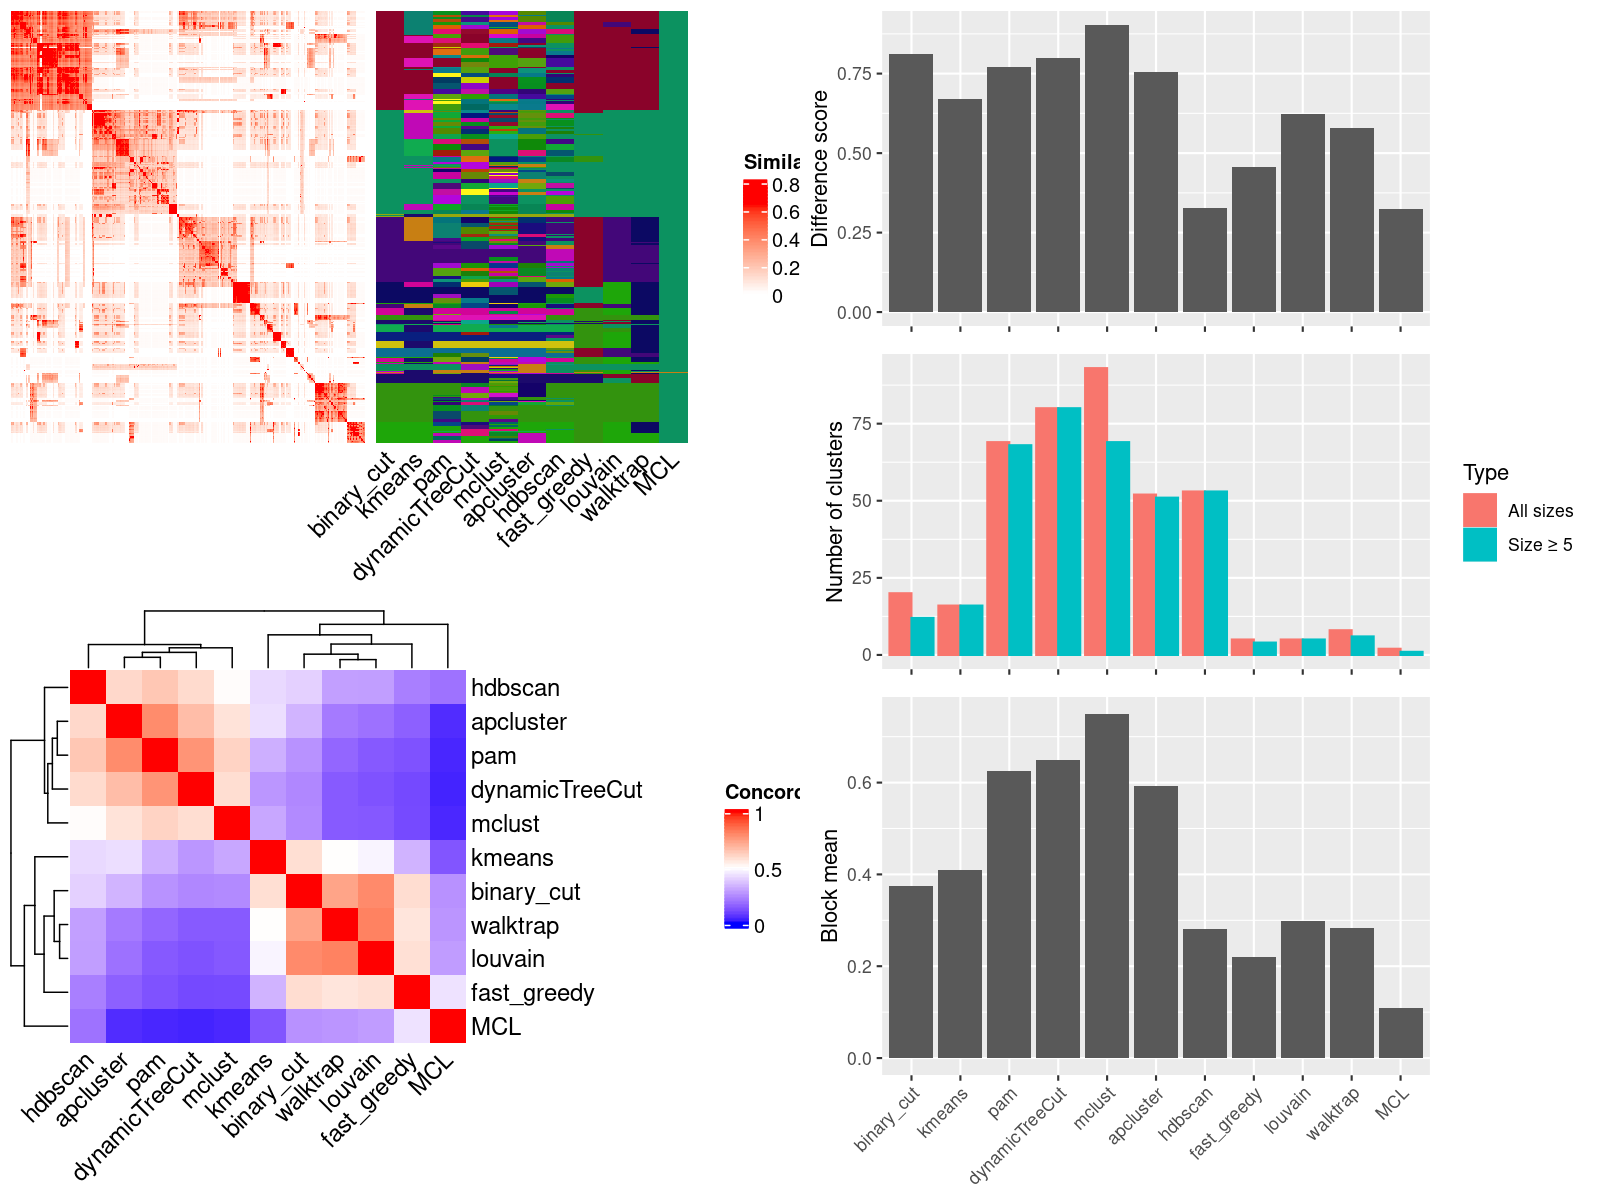 Simila
0.8
0.6
0.4
0.2
0
binary_cut
kmeans
pam
dynamicTreeCut
mclust
apcluster
hdbscan
fast_greedy
louvain
walktrap
MCL
Difference score
0.75
0.50
0.25
0.00
Number of clusters
75
50
25
0
Type
All sizes
Size ≥ 5
hdbscan
apcluster
pam
dynamicTreeCut
mclust
kmeans
binary_cut
walktrap
louvain
fast_greedy
MCL
hdbscan
apcluster
pam
dynamicTreeCut
mclust
kmeans
binary_cut
walktrap
louvain
fast_greedy
MCL
Concord
1
0.5
0
Block mean
0.6
0.4
0.2
0.0
binary_cut
kmeans
pam
dynamicTreeCut
mclust
apcluster
hdbscan
fast_greedy
louvain
walktrap
MCL